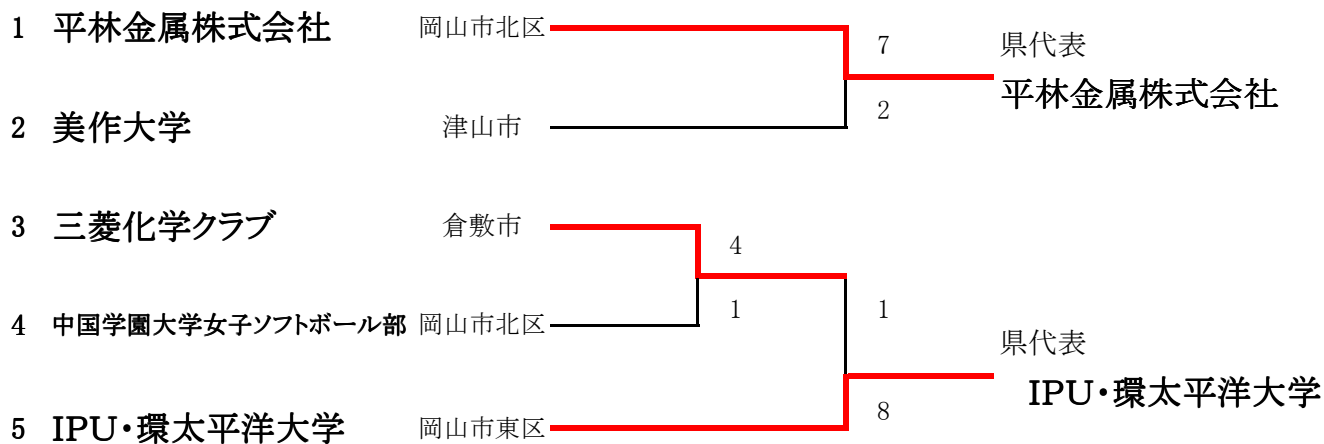 1 平林金属株式会社 岡山市北区
7
県代表
平林金属株式会社
2
2 美作大学 津山市
3 三菱化学クラブ 倉敷市
4
1
4 中国学園大学女子ソフトボール部 岡山市北区
1
県代表
IPU・環太平洋大学
8
5 IPU・環太平洋大学 岡山市東区